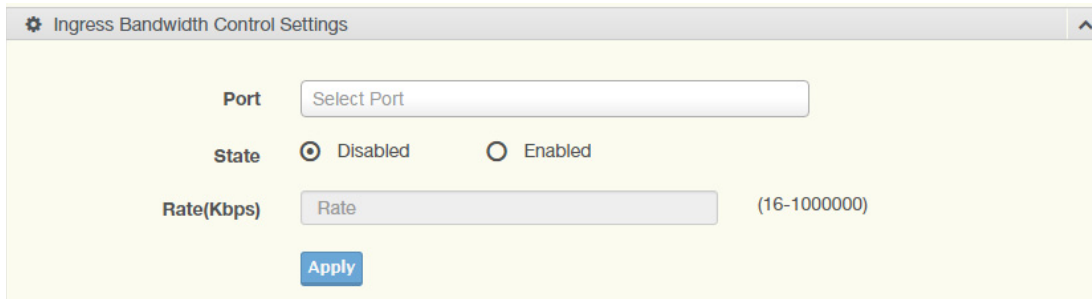 Ingress Bandwidth Control Settings
Port Select Port
State Disabled Enabled
Rate(Kbps) Rate (16-1000000)
Apply